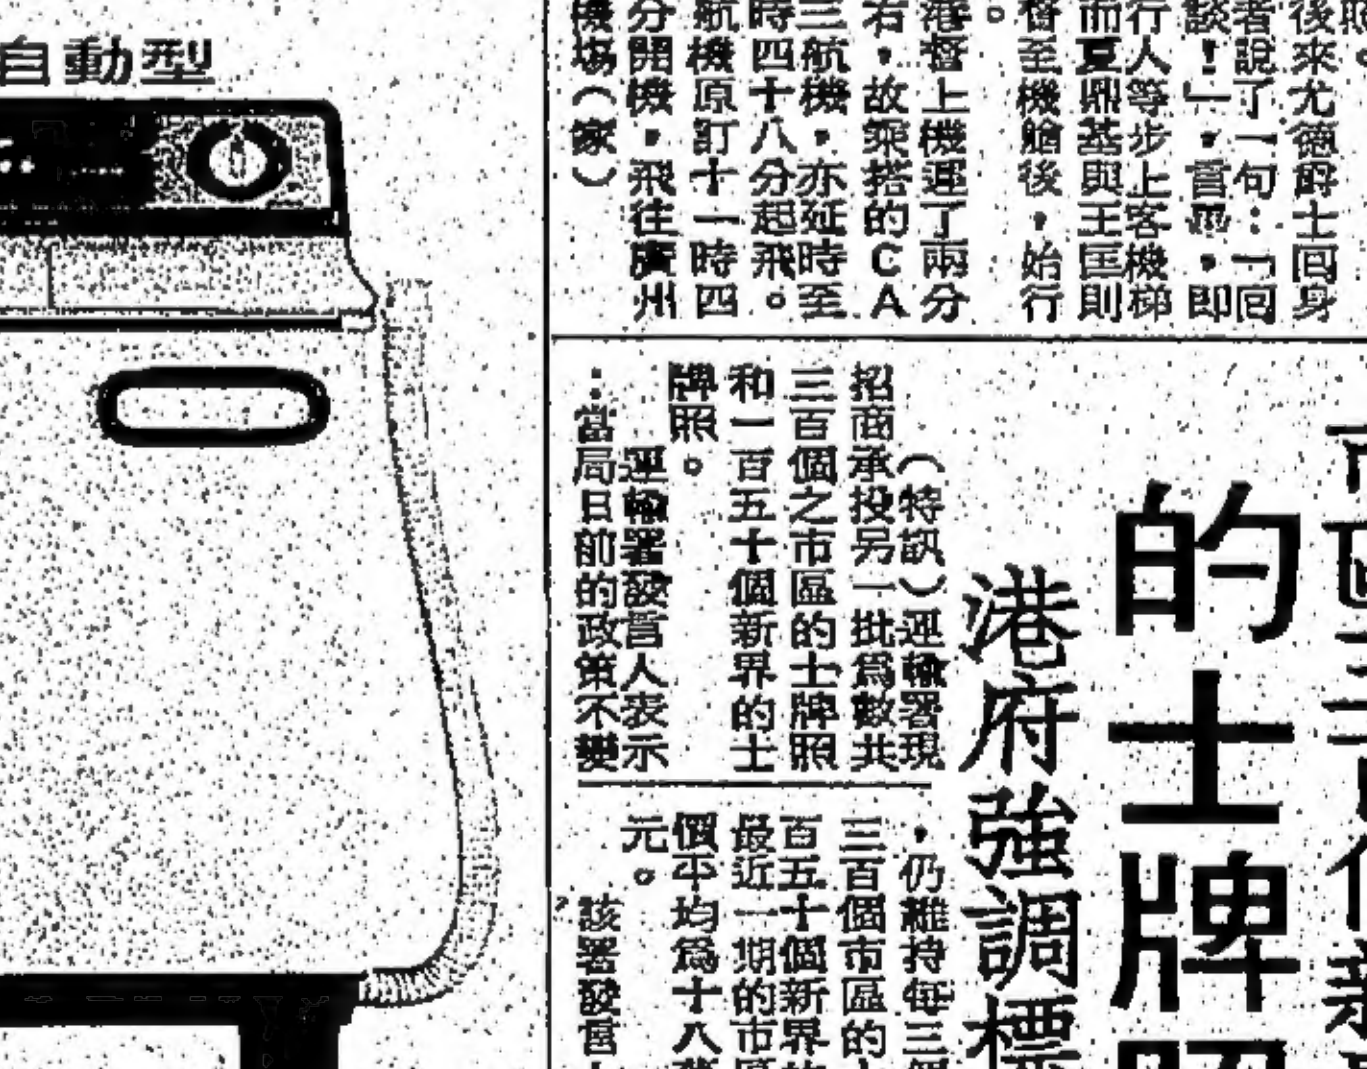 自動型
後來尤德爵士回身
者說了一句：「回
談！」，言畢，即
行人等步上客機梯
而夏鼎基與王匡則
督至機艙後，始行
。
港督上機運了兩分
右，故乘搭的CA
三航機，亦延時至
時四十八分起飛。
航機原訂十一時四
分開機，飛往廣州
機場（家）
的士牌照
港府強調標
（特訊）運輸署現
招商承投另一批爲數共
三百個之市區的士牌照
和一百五十個新界的士
牌照。
運輸署發言人表示
：當局目前的政策不變
，仍維持每三個
三百個市區的
百五十個新界的
最近一期的市區
價平均爲十八萬
元。
該署發言